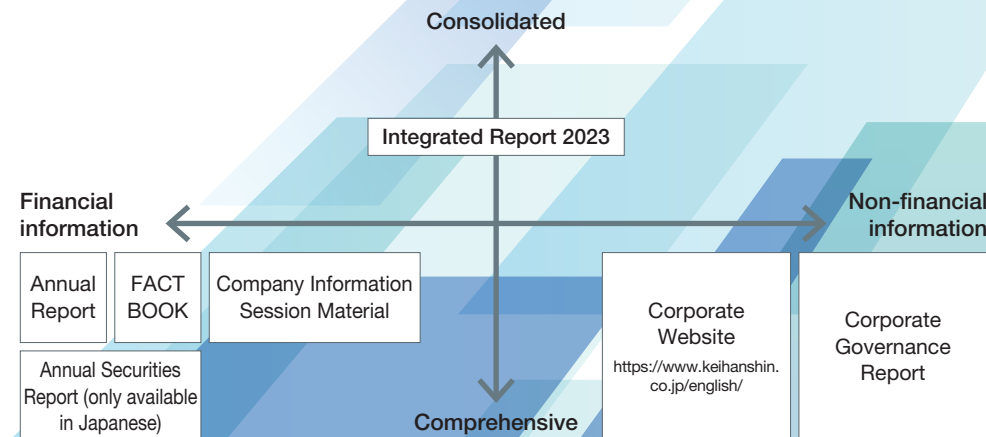 Consolidated
Integrated Report 2023
Financial
information
Non-financial
information
Annual
Report
FACT
BOOK
Company Information
Session Material
Annual Securities
Report (only available
in Japanese)
Corporate
Website
https://www.keihanshin.
co.jp/english/
Corporate
Governance
Report
Comprehensive